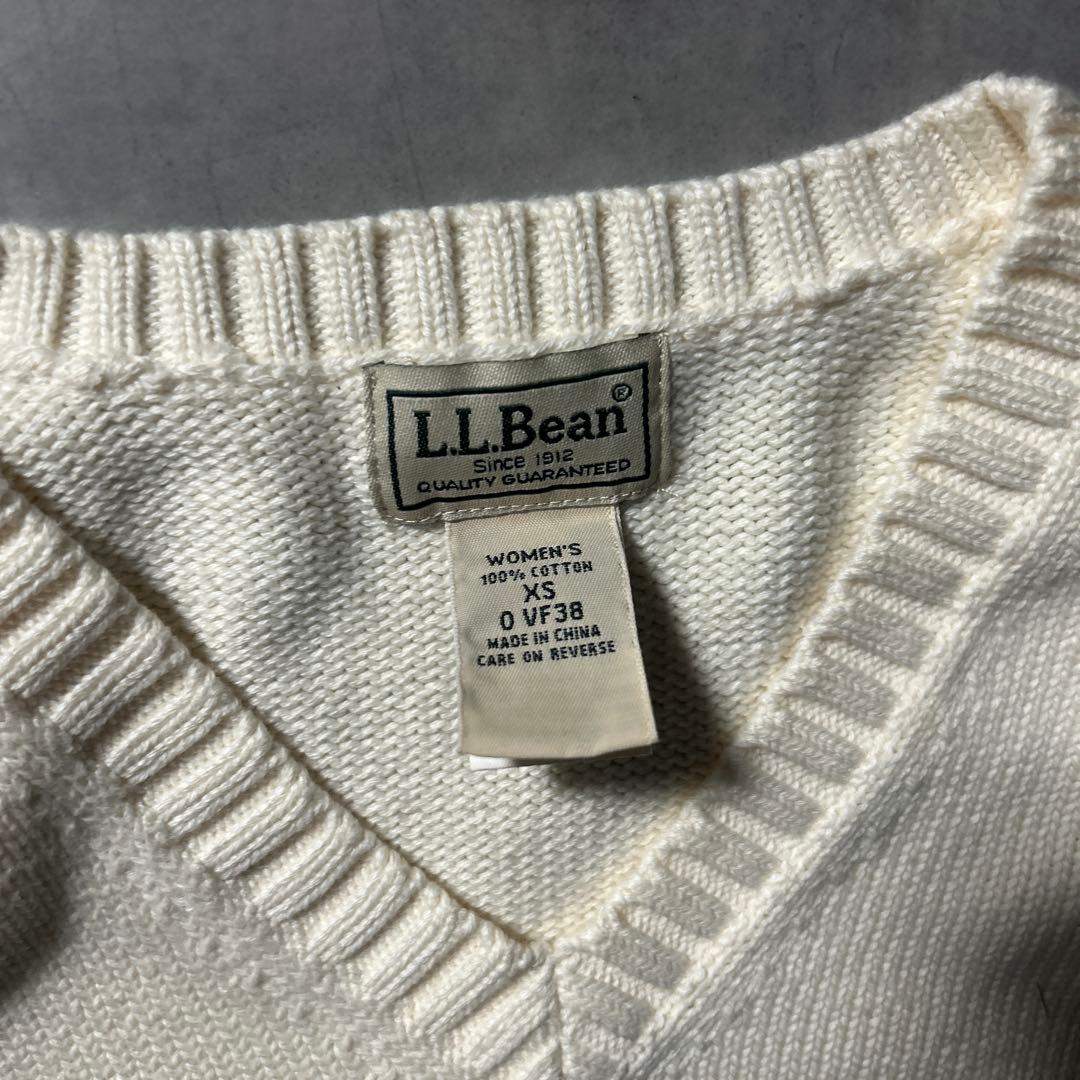 L.L.Bean®
Since 1912
QUALITY GUARANTEED
WOMEN'S
100% COTTON
XS
0 VF38
MADE IN CHINA
CARE ON REVERSE